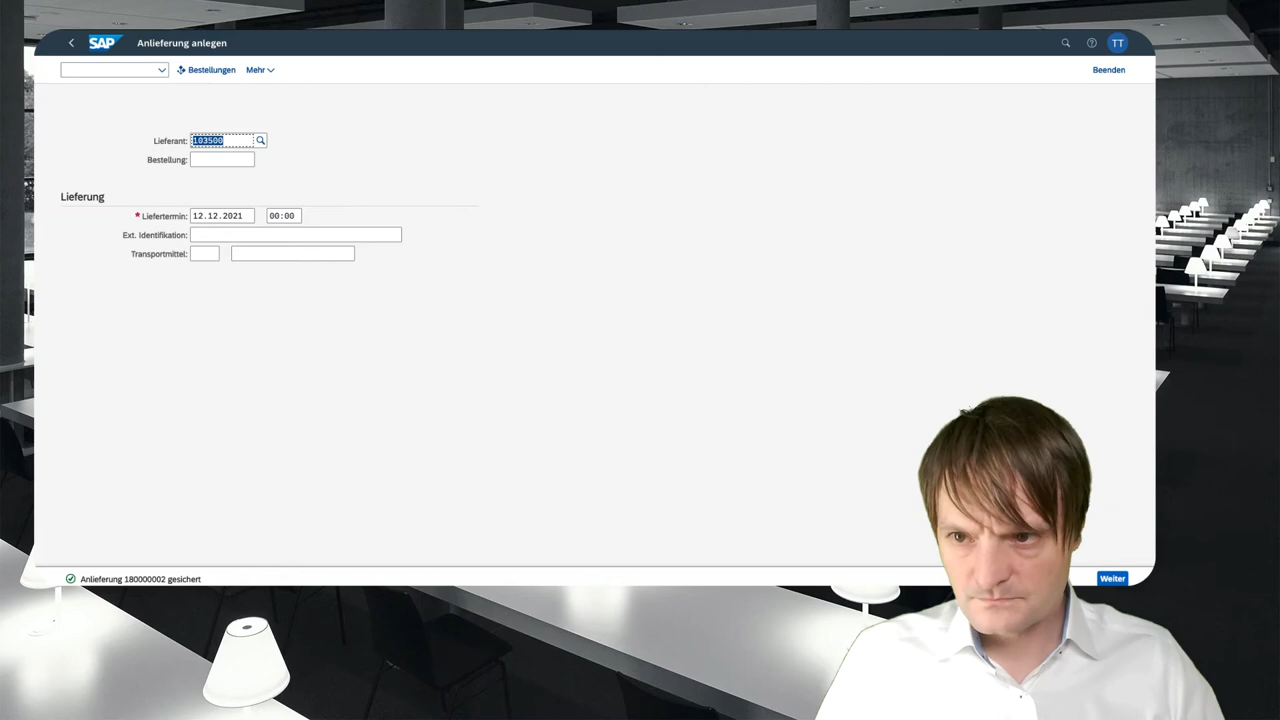 SAP Anlieferung anlegen TT
Bestellungen Mehr Beenden
Lieferant: 103500
Bestellung:
Lieferung
* Liefertermin: 12.12.2021 00:00
Ext. Identifikation:
Transportmittel:
Anlieferung 180000002 gesichert Weiter